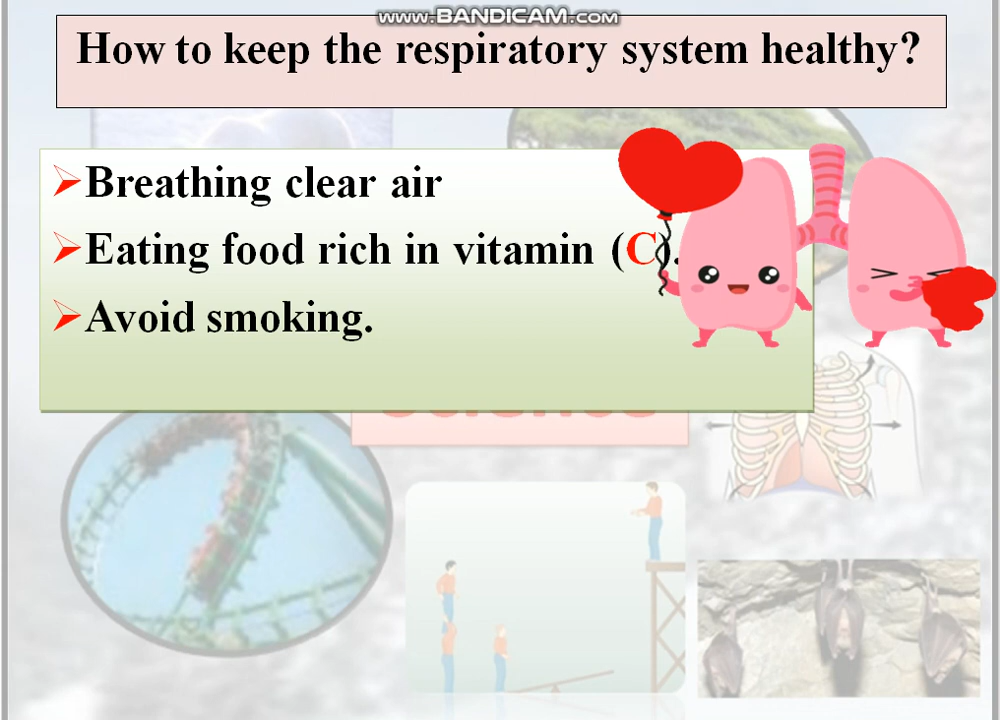 www.BANDICAM.com
How to keep the respiratory system healthy?
Breathing clear air
Eating food rich in vitamin (C).
Avoid smoking.